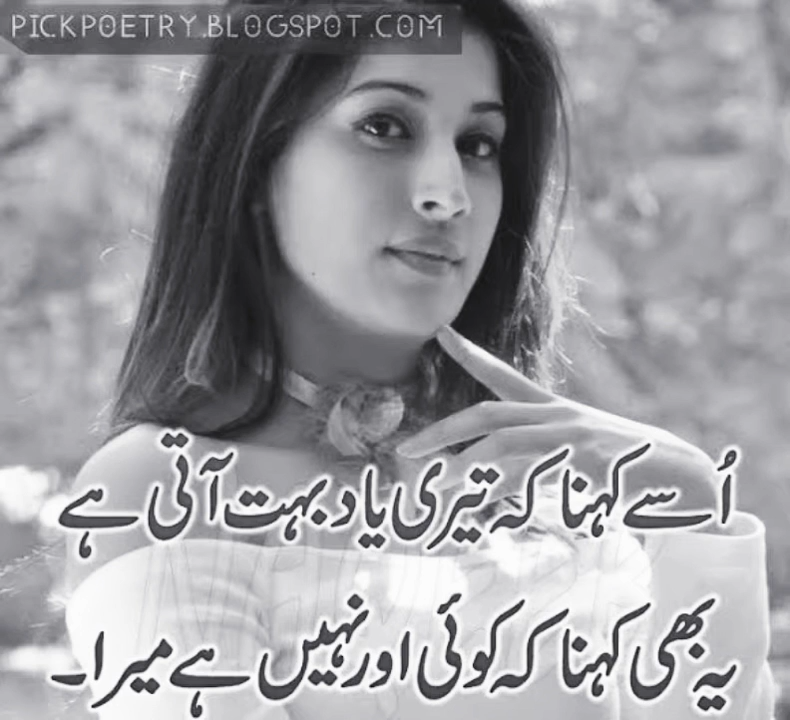 PICKPOETRY.BLOGSPOT.COM
اُسے کہنا کہ تیری یاد بہت آتی ہے
یہ بھی کہنا کہ کوئی اور نہیں ہے میرا۔